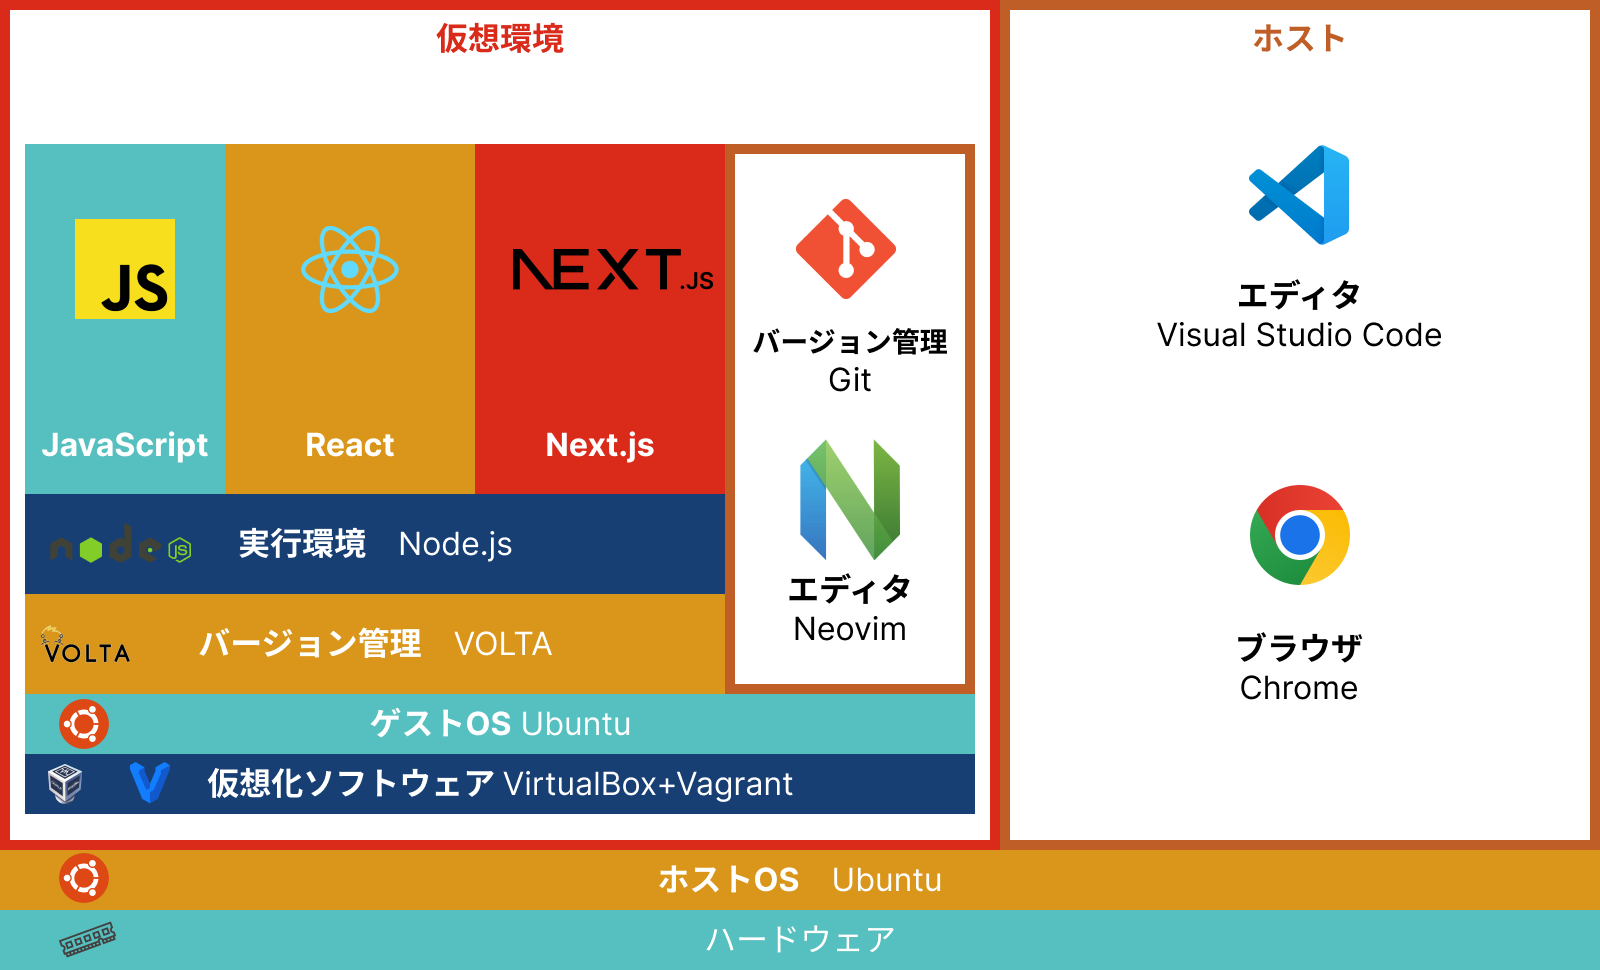 仮想環境
ホスト
JS
NEXT.JS
JavaScript
React
Next.js
バージョン管理
Git
エディタ
Neovim
node JS
実行環境 Node.js
VOLTA
バージョン管理 VOLTA
ゲストOS Ubuntu
仮想化ソフトウェア VirtualBox+Vagrant
エディタ
Visual Studio Code
ブラウザ
Chrome
ホストOS Ubuntu
ハードウェア